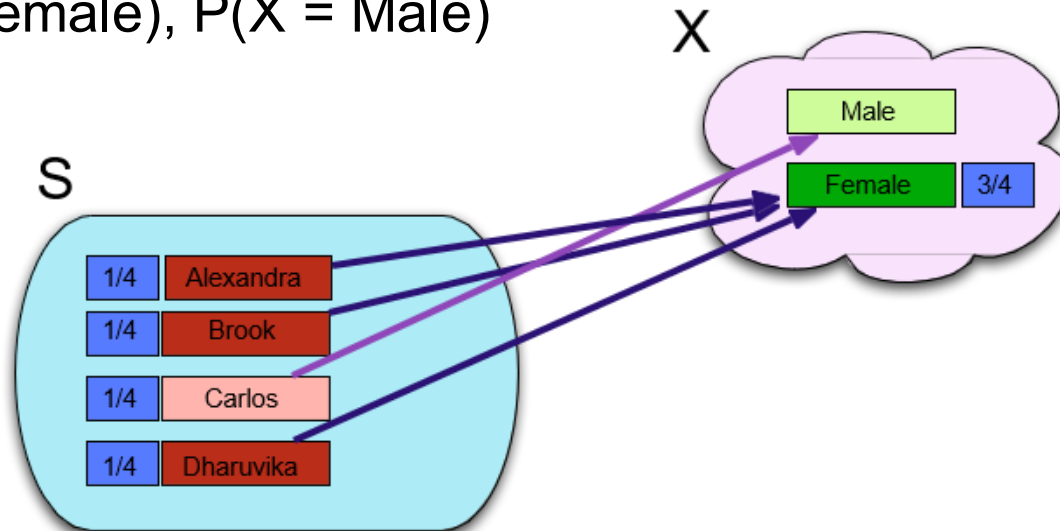 emale), P(X = Male)
X
Male
Female 3/4
S
1/4 Alexandra
1/4 Brook
1/4 Carlos
1/4 Dharuvika